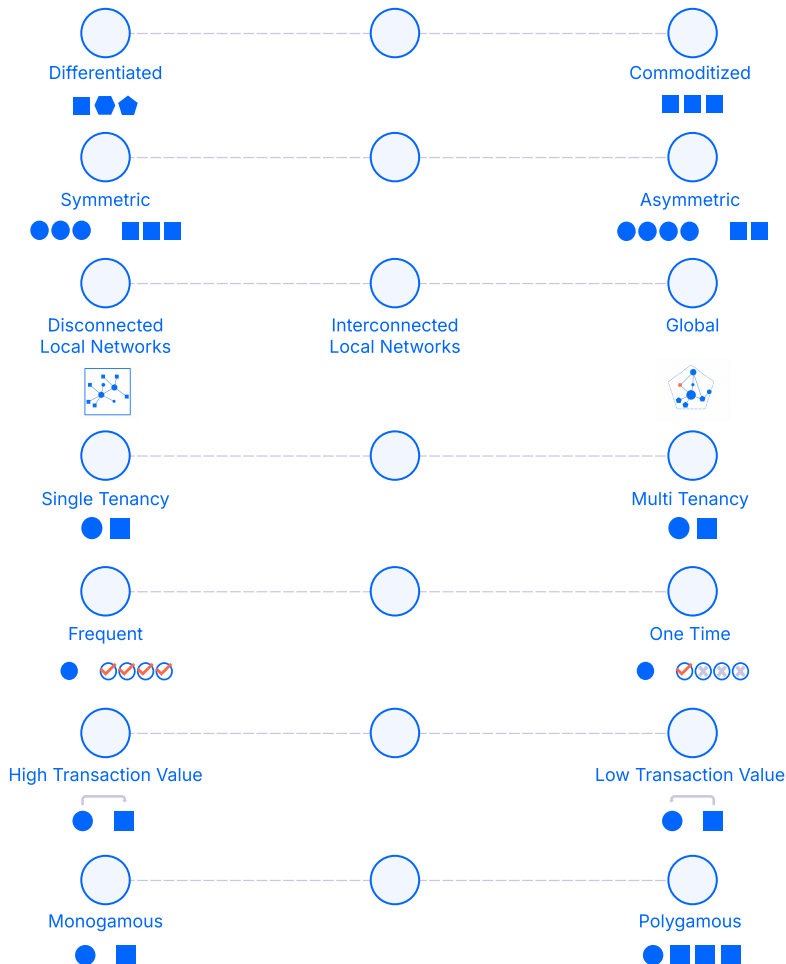 Differentiated
Commoditized
Symmetric
Asymmetric
Disconnected
Local Networks
Interconnected
Local Networks
Global
Single Tenancy
Multi Tenancy
Frequent
One Time
High Transaction Value
Low Transaction Value
Monogamous
Polygamous